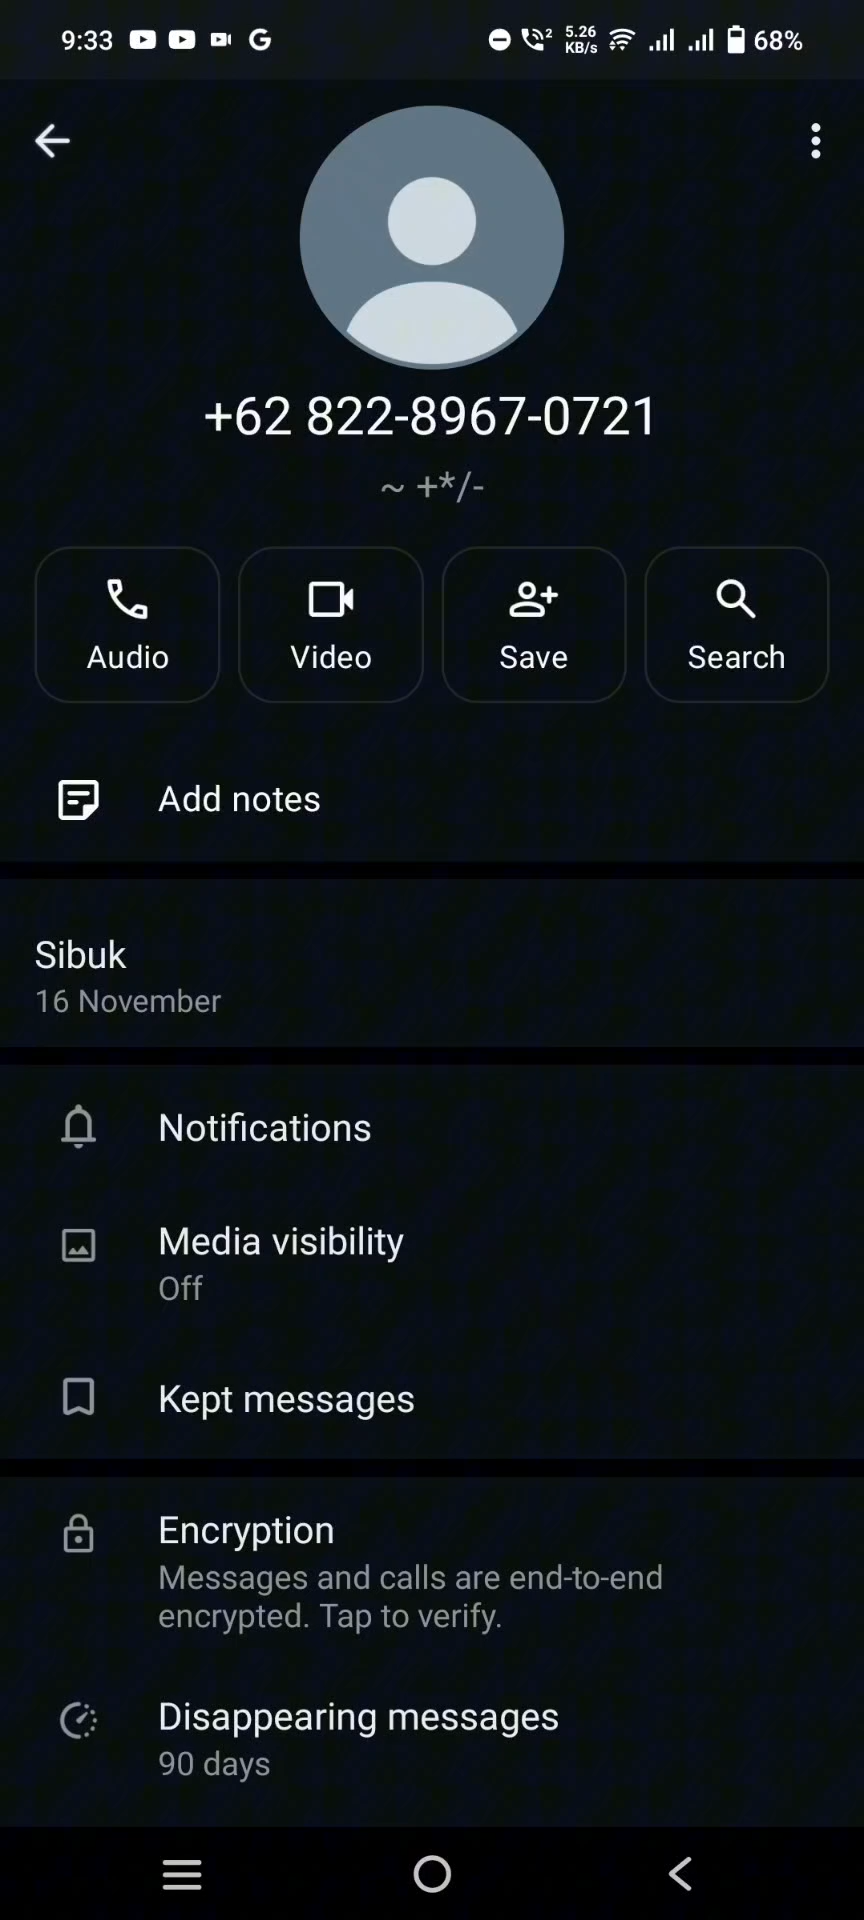 9:33 5.26 KB/s 68%
+62 822-8967-0721
~ +*/-
Audio Video Save Search
Add notes
Sibuk
16 November
Notifications
Media visibility
Off
Kept messages
Encryption
Messages and calls are end-to-end
encrypted. Tap to verify.
Disappearing messages
90 days